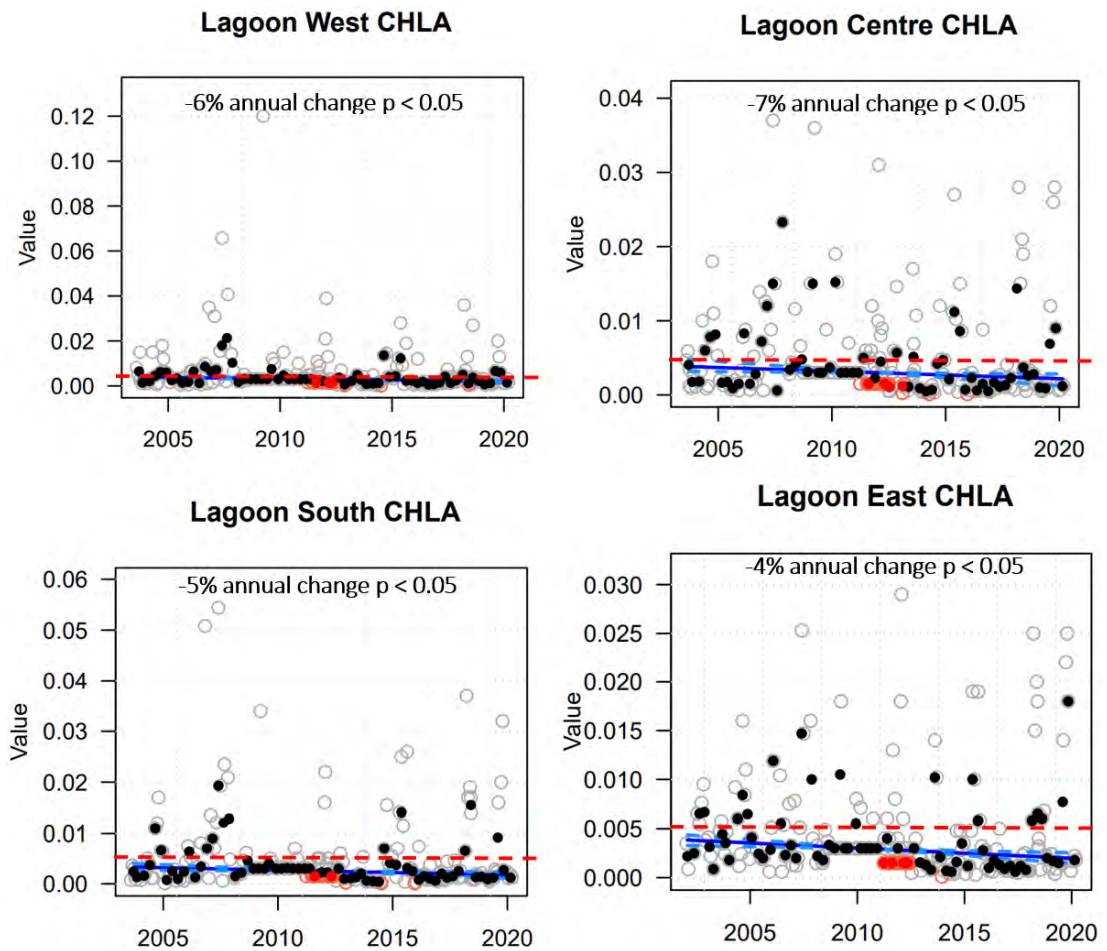 Lagoon West CHLA
-6% annual change p < 0.05
Value
0.12
0.10
0.08
0.06
0.04
0.02
0.00
2005 2010 2015 2020
Lagoon Centre CHLA
-7% annual change p < 0.05
Value
0.04
0.03
0.02
0.01
0.00
2005 2010 2015 2020
Lagoon South CHLA
-5% annual change p < 0.05
Value
0.06
0.05
0.04
0.03
0.02
0.01
0.00
2005 2010 2015 2020
Lagoon East CHLA
-4% annual change p < 0.05
Value
0.030
0.025
0.020
0.015
0.010
0.005
0.000
2005 2010 2015 2020